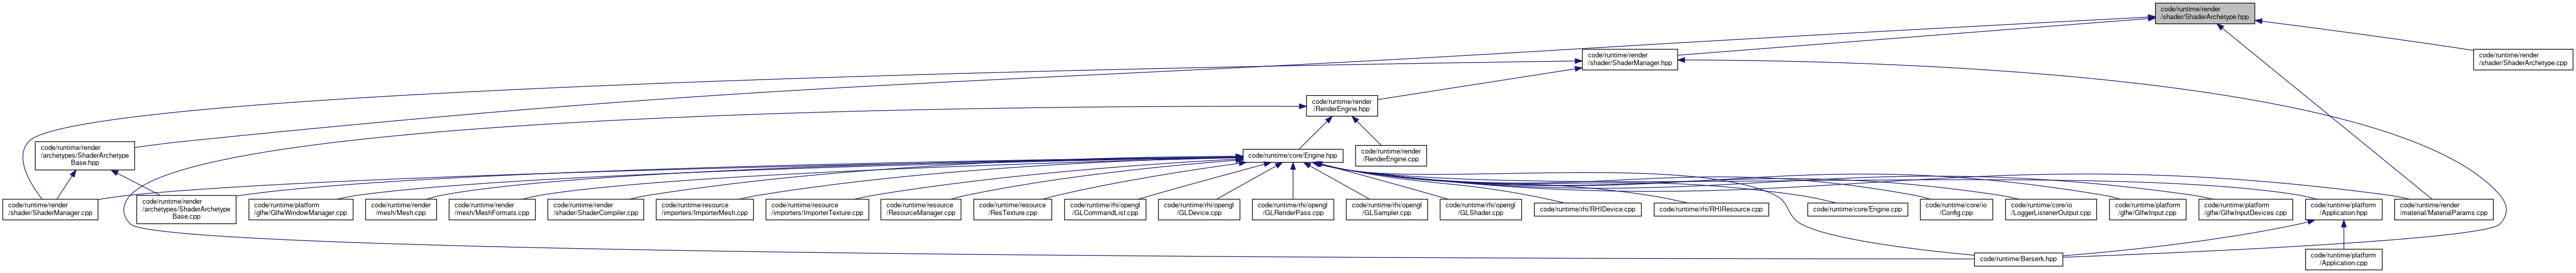 code/runtime/render
/shader/ShaderArchetype.hpp
code/runtime/render
/shader/ShaderManager.hpp
code/runtime/render
/shader/ShaderArchetype.cpp
code/runtime/render
/RenderEngine.hpp
code/runtime/render
/archetypes/ShaderArchetype
Base.hpp
code/runtime/core/Engine.hpp
code/runtime/render
/RenderEngine.cpp
code/runtime/render
/shader/ShaderManager.cpp
code/runtime/render
/archetypes/ShaderArchetype
Base.cpp
code/runtime/platform
/glfw/GlfwWindowManager.cpp
code/runtime/render
/mesh/Mesh.cpp
code/runtime/render
/mesh/MeshFormats.cpp
code/runtime/render
/shader/ShaderCompiler.cpp
code/runtime/resource
/importers/ImporterMesh.cpp
code/runtime/resource
/importers/ImporterTexture.cpp
code/runtime/resource
/ResourceManager.cpp
code/runtime/resource
/ResTexture.cpp
code/runtime/rhi/opengl
/GLCommandList.cpp
code/runtime/rhi/opengl
/GLDevice.cpp
code/runtime/rhi/opengl
/GLRenderPass.cpp
code/runtime/rhi/opengl
/GLSampler.cpp
code/runtime/rhi/opengl
/GLShader.cpp
code/runtime/rhi/RHIDevice.cpp
code/runtime/rhi/RHIResource.cpp
code/runtime/core/Engine.cpp
code/runtime/core/io
/Config.cpp
code/runtime/core/io
/LoggerListenerOutput.cpp
code/runtime/platform
/glfw/GlfwInput.cpp
code/runtime/platform
/glfw/GlfwInputDevices.cpp
code/runtime/platform
/Application.hpp
code/runtime/render
/material/MaterialParams.cpp
code/runtime/Berserk.hpp
code/runtime/platform
/Application.cpp